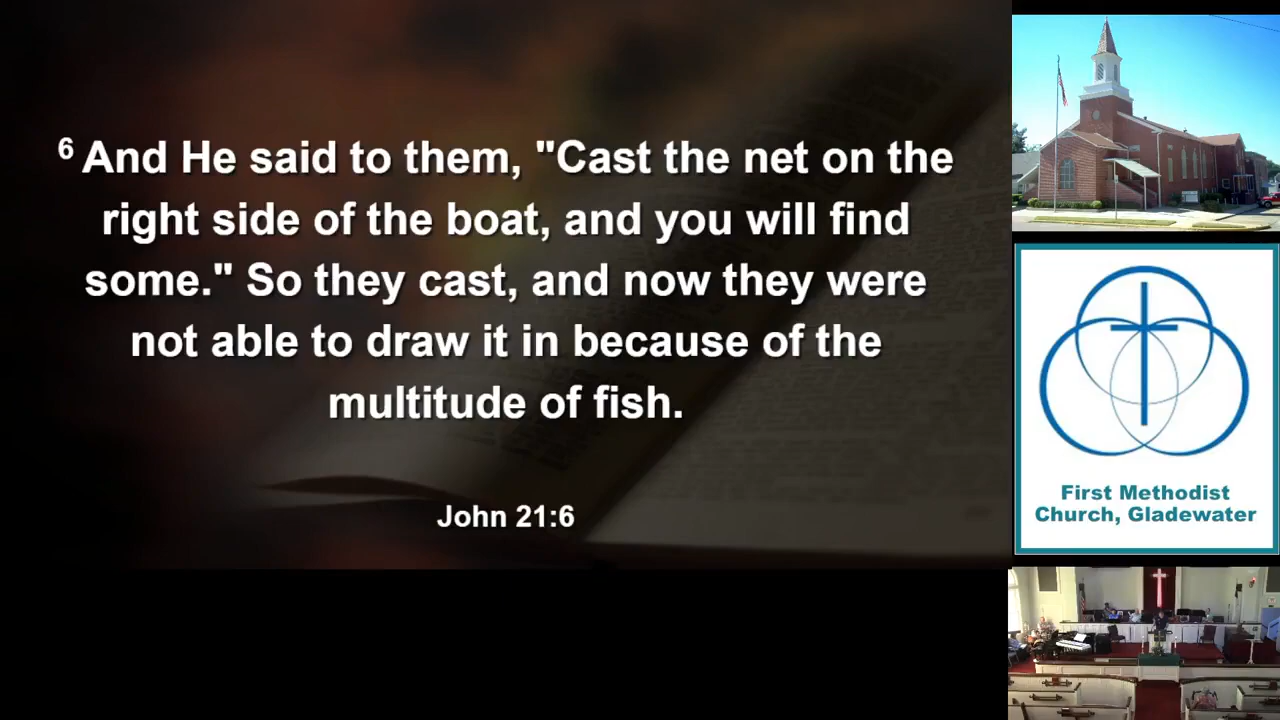 6 And He said to them, "Cast the net on the
right side of the boat, and you will find
some." So they cast, and now they were
not able to draw it in because of the
multitude of fish.
John 21:6
First Methodist
Church, Gladewater